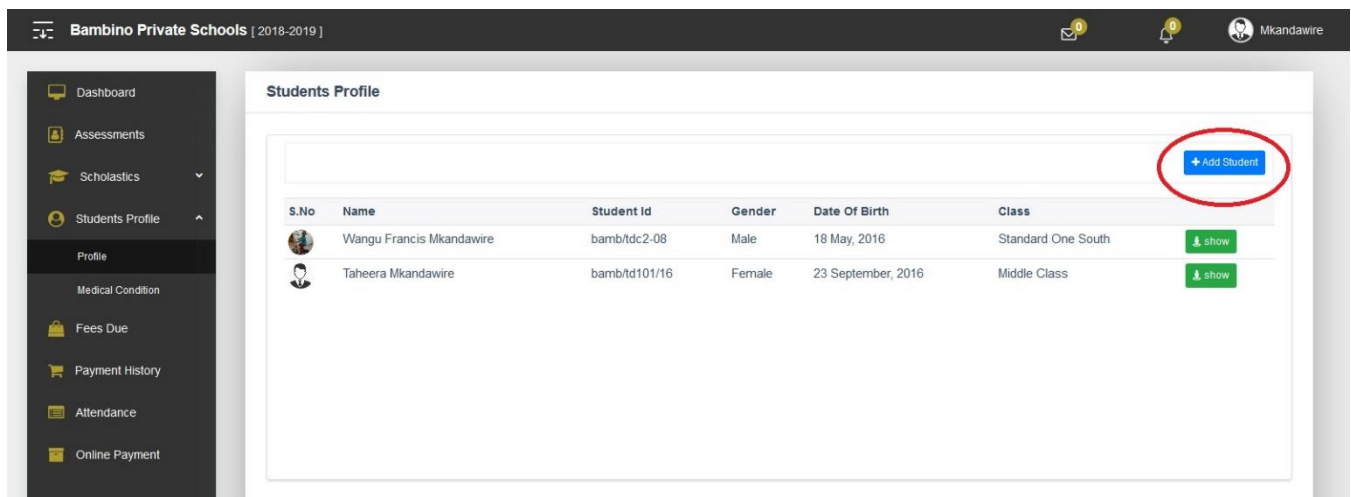 Bambino Private Schools [ 2018-2019 ] 0 0 Mkandawire
Dashboard
Assessments
Scholastics
Students Profile
Profile
Medical Condition
Fees Due
Payment History
Attendance
Online Payment
Students Profile
+ Add Student
S.No Name Student Id Gender Date Of Birth Class
Wangu Francis Mkandawire bamb/tdc2-08 Male 18 May, 2016 Standard One South show
Taheera Mkandawire bamb/td101/16 Female 23 September, 2016 Middle Class show